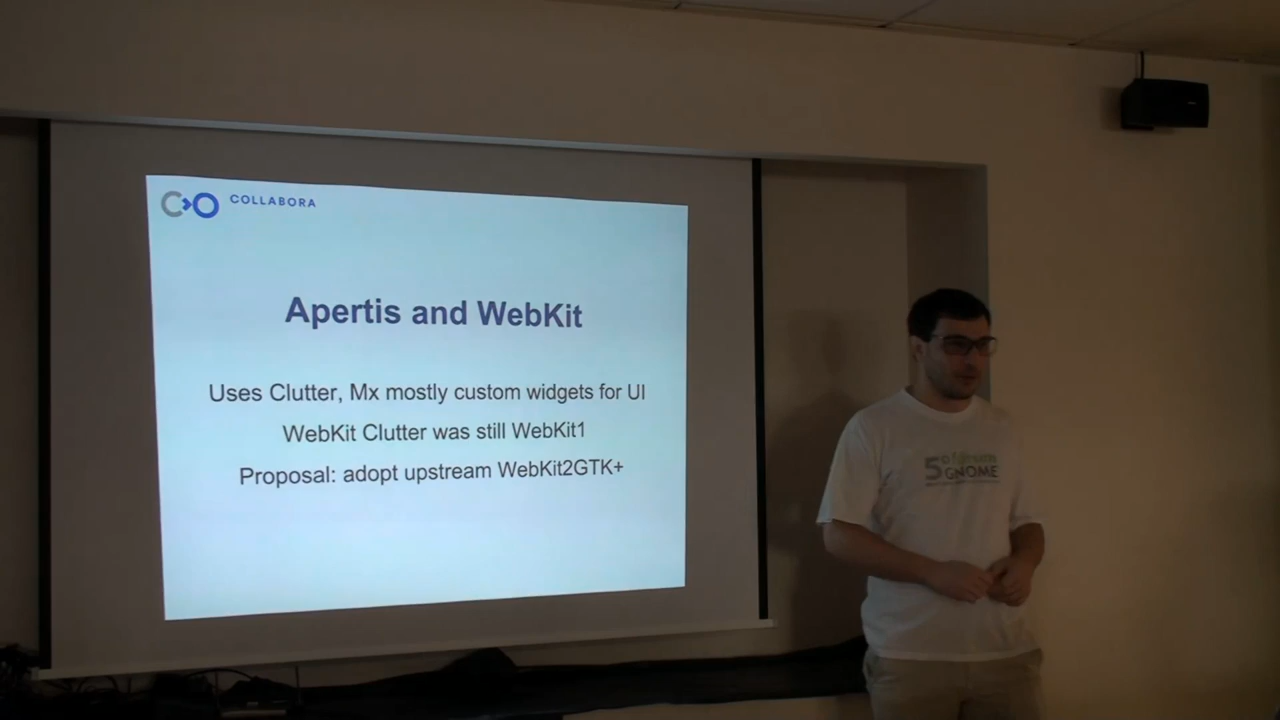 COLLABORA
Apertis and WebKit
Uses Clutter, Mx mostly custom widgets for UI
WebKit Clutter was still WebKit1
Proposal: adopt upstream WebKit2GTK+
5º
GNOME